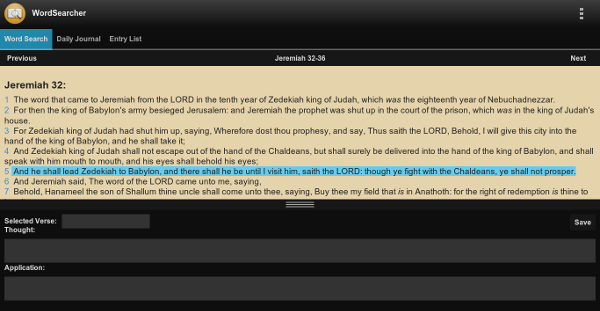 WordSearcher
Word Search Daily Journal Entry List
Previous Jeremiah 32-36 Next
Jeremiah 32:
1 The word that came to Jeremiah from the LORD in the tenth year of Zedekiah king of Judah, which was the eighteenth year of Nebuchadnezzar.
2 For then the king of Babylon's army besieged Jerusalem: and Jeremiah the prophet was shut up in the court of the prison, which was in the king of Judah's
house.
3 For Zedekiah king of Judah had shut him up, saying, Wherefore dost thou prophesy, and say, Thus saith the LORD, Behold, I will give this city into the
hand of the king of Babylon, and he shall take it;
4 And Zedekiah king of Judah shall not escape out of the hand of the Chaldeans, but shall surely be delivered into the hand of the king of Babylon, and shall
speak with him mouth to mouth, and his eyes shall behold his eyes;
5 And he shall lead Zedekiah to Babylon, and there shall he be until I visit him, saith the LORD: though ye fight with the Chaldeans, ye shall not prosper.
6 And Jeremiah said, The word of the LORD came unto me, saying,
7 Behold, Hanameel the son of Shallum thine uncle shall come unto thee, saying, Buy thee my field that is in Anathoth: for the right of redemption is thine to
Selected Verse: Save
Thought:
Application: